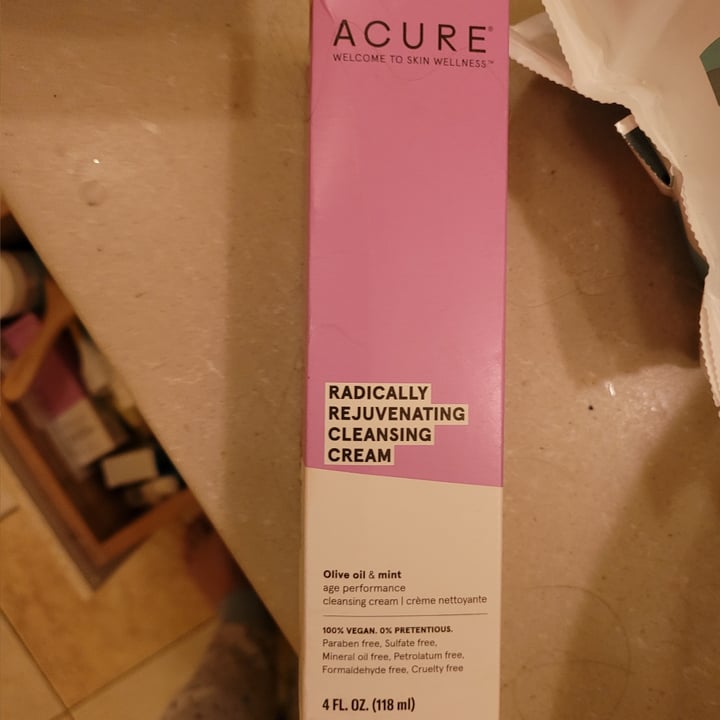 ACURE®
WELCOME TO SKIN WELLNESS™
RADICALLY
REJUVENATING
CLEANSING
CREAM
Olive oil & mint
age performance
cleansing cream | crème nettoyante
100% VEGAN. 0% PRETENTIOUS.
Paraben free, Sulfate free,
Mineral oil free, Petrolatum free,
Formaldehyde free, Cruelty free
4 FL. OZ. (118 ml)